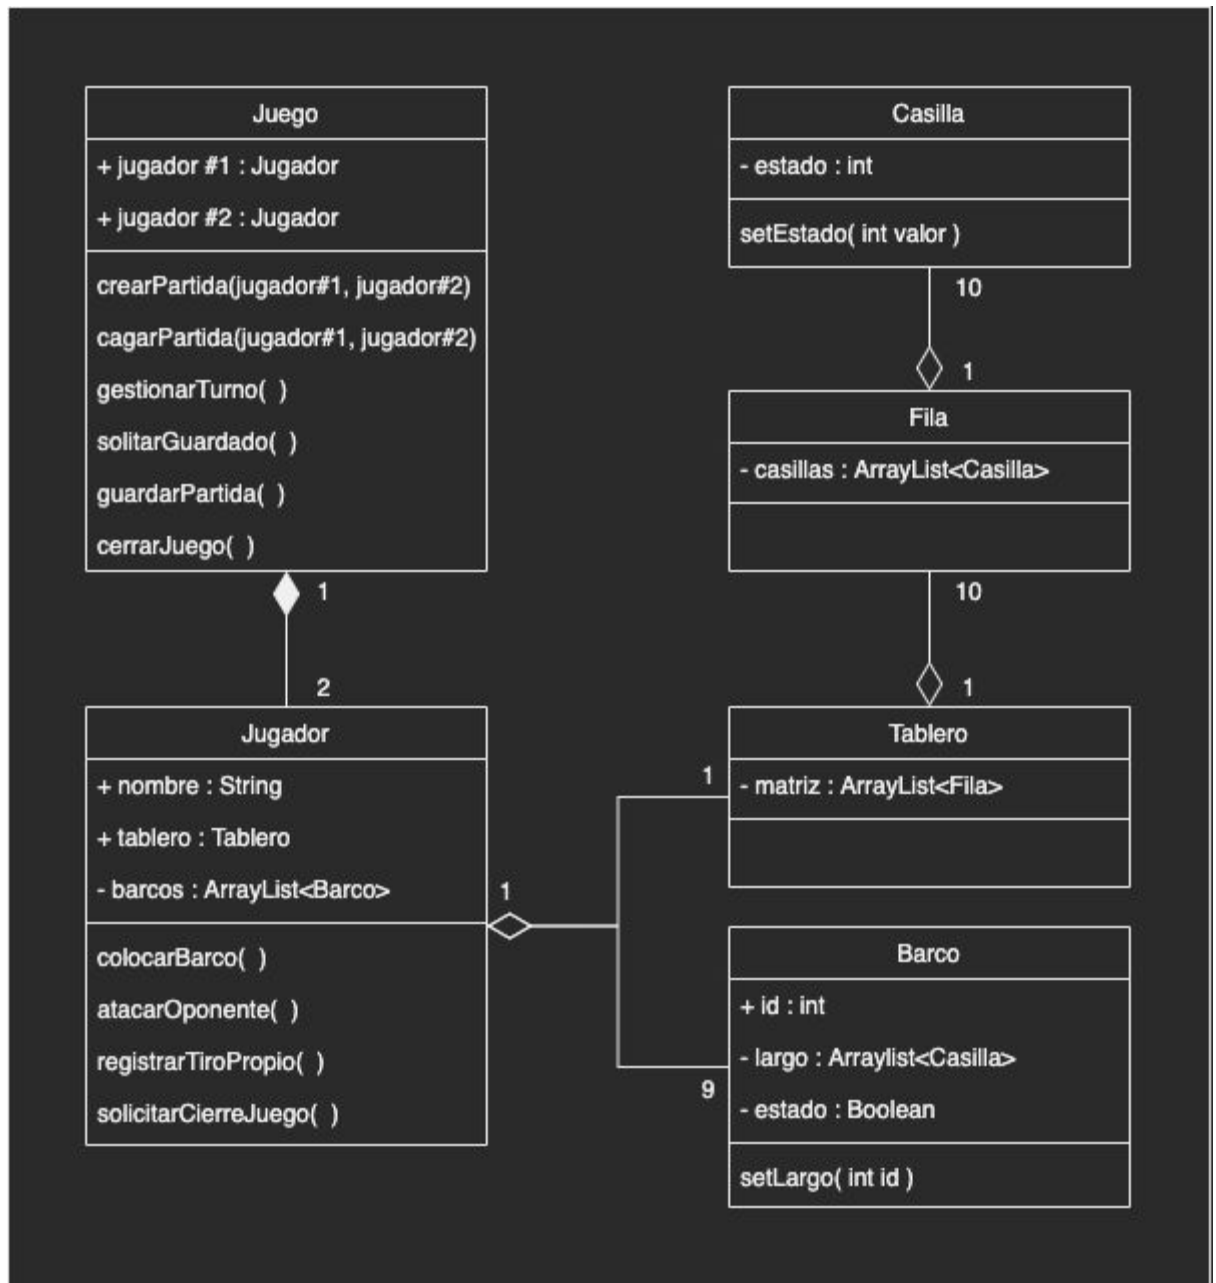 Juego
+ jugador #1 : Jugador
+ jugador #2 : Jugador
crearPartida(jugador#1, jugador#2)
cagarPartida(jugador#1, jugador#2)
gestionarTurno( )
solitarGuardado( )
guardarPartida( )
cerrarJuego( )
1
2
Jugador
+ nombre : String
+ tablero : Tablero
- barcos : ArrayList<Barco>
colocarBarco( )
atacarOponente( )
registrarTiroPropio( )
solicitarCierreJuego( )
1
1
9
Casilla
- estado : int
setEstado( int valor )
10
1
Fila
- casillas : ArrayList<Casilla>
10
1
Tablero
- matriz : ArrayList<Fila>
Barco
+ id : int
- largo : Arraylist<Casilla>
- estado : Boolean
setLargo( int id )